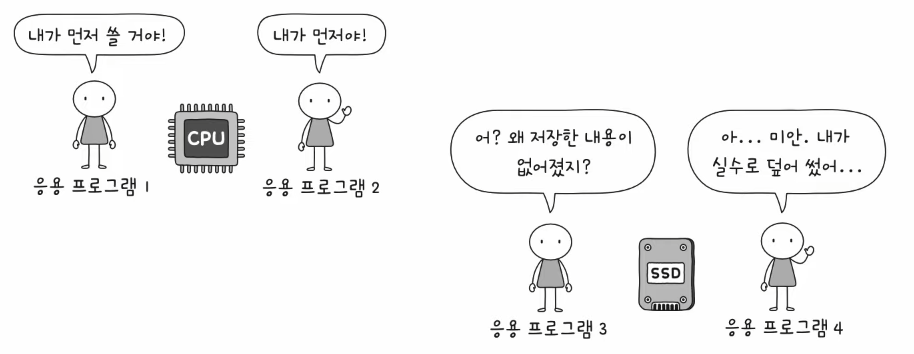 내가 먼저 쓸 거야!
내가 먼저야!
CPU
응용 프로그램 1
응용 프로그램 2
어? 왜 저장한 내용이
없어졌지?
아... 미안. 내가
실수로 덮어 썼어...
SSD
응용 프로그램 3
응용 프로그램 4